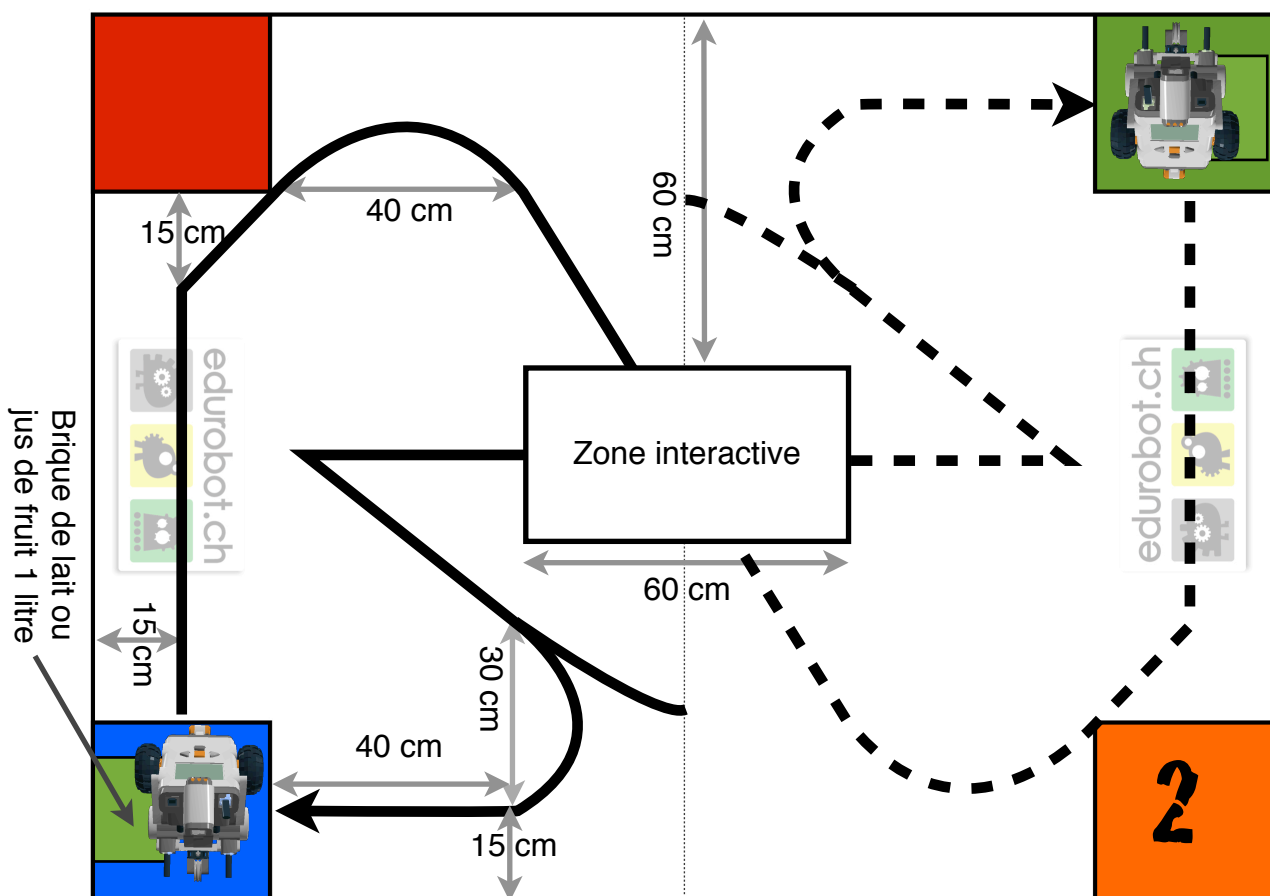 60 cm
40 cm
15 cm
edurobot.ch
edurobot.ch
Zone interactive
Brique de lait ou
jus de fruit 1 litre
60 cm
15 cm
30 cm
40 cm
2
15 cm